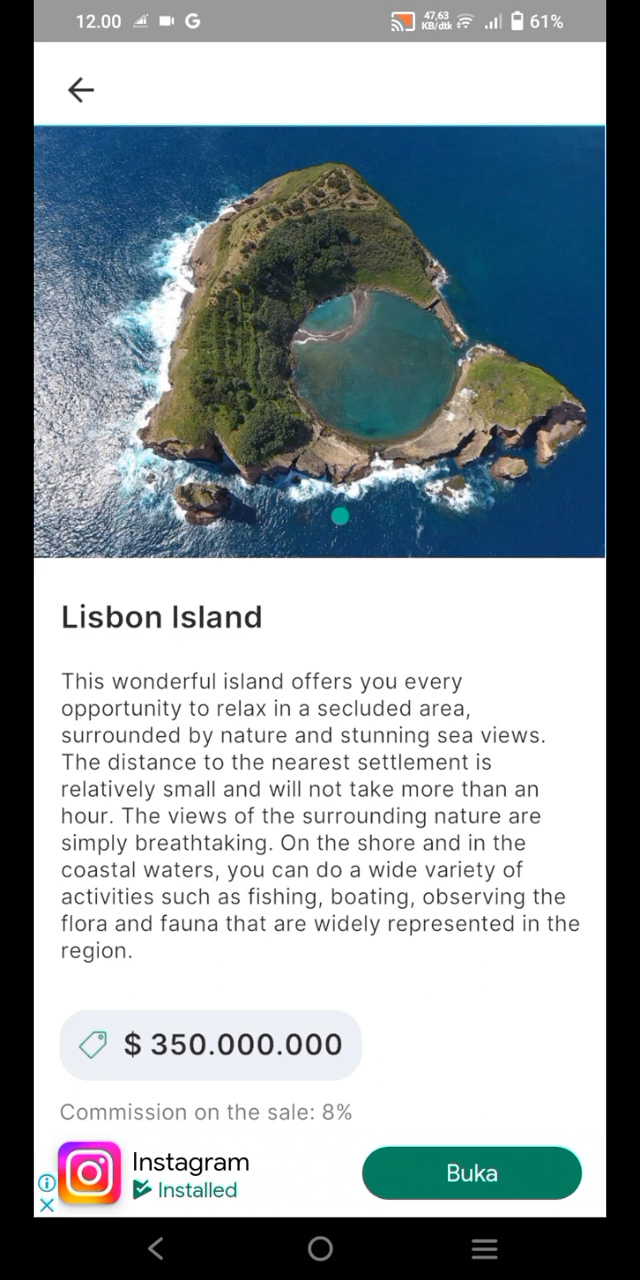 12.00
47,63
KB/dtk
61%
Lisbon Island
This wonderful island offers you every
opportunity to relax in a secluded area,
surrounded by nature and stunning sea views.
The distance to the nearest settlement is
relatively small and will not take more than an
hour. The views of the surrounding nature are
simply breathtaking. On the shore and in the
coastal waters, you can do a wide variety of
activities such as fishing, boating, observing the
flora and fauna that are widely represented in the
region.
$ 350.000.000
Commission on the sale: 8%
Instagram
Installed
Buka